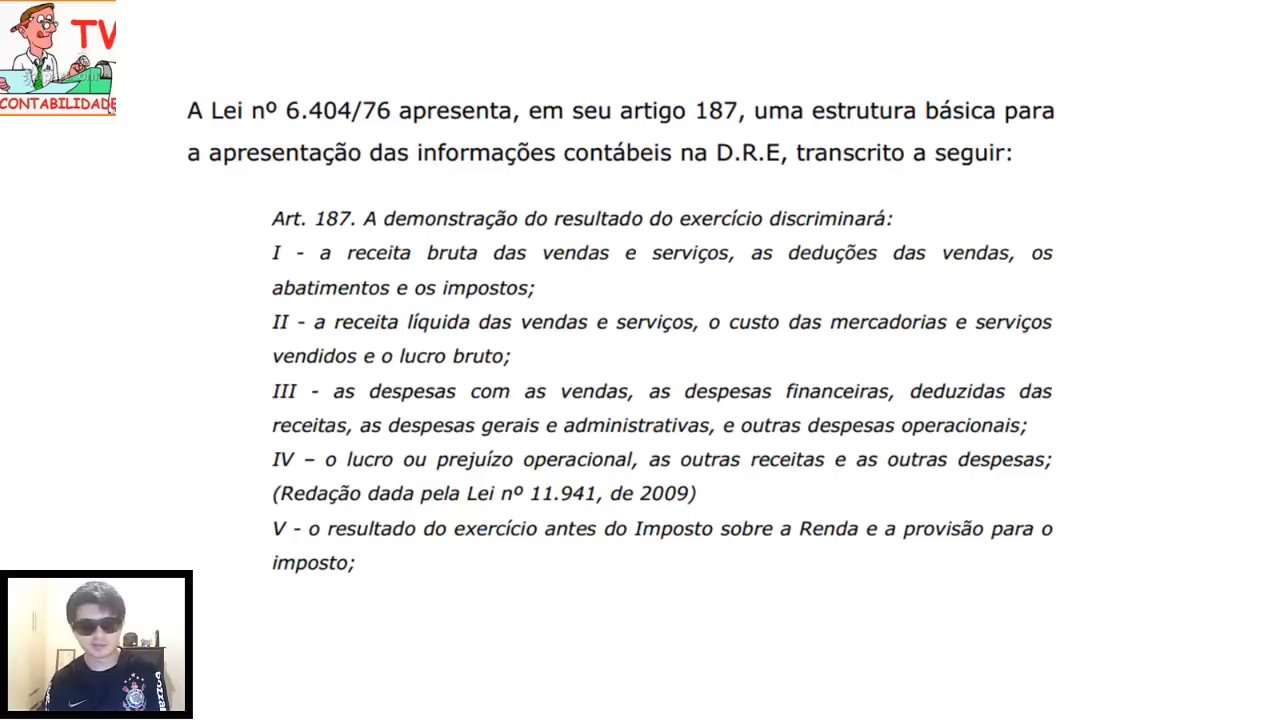 TV
CONTABILIDADE
A Lei nº 6.404/76 apresenta, em seu artigo 187, uma estrutura básica para
a apresentação das informações contábeis na D.R.E, transcrito a seguir:
Art. 187. A demonstração do resultado do exercício discriminará:
I - a receita bruta das vendas e serviços, as deduções das vendas, os
abatimentos e os impostos;
II - a receita líquida das vendas e serviços, o custo das mercadorias e serviços
vendidos e o lucro bruto;
III - as despesas com as vendas, as despesas financeiras, deduzidas das
receitas, as despesas gerais e administrativas, e outras despesas operacionais;
IV – o lucro ou prejuízo operacional, as outras receitas e as outras despesas;
(Redação dada pela Lei nº 11.941, de 2009)
V - o resultado do exercício antes do Imposto sobre a Renda e a provisão para o
imposto;